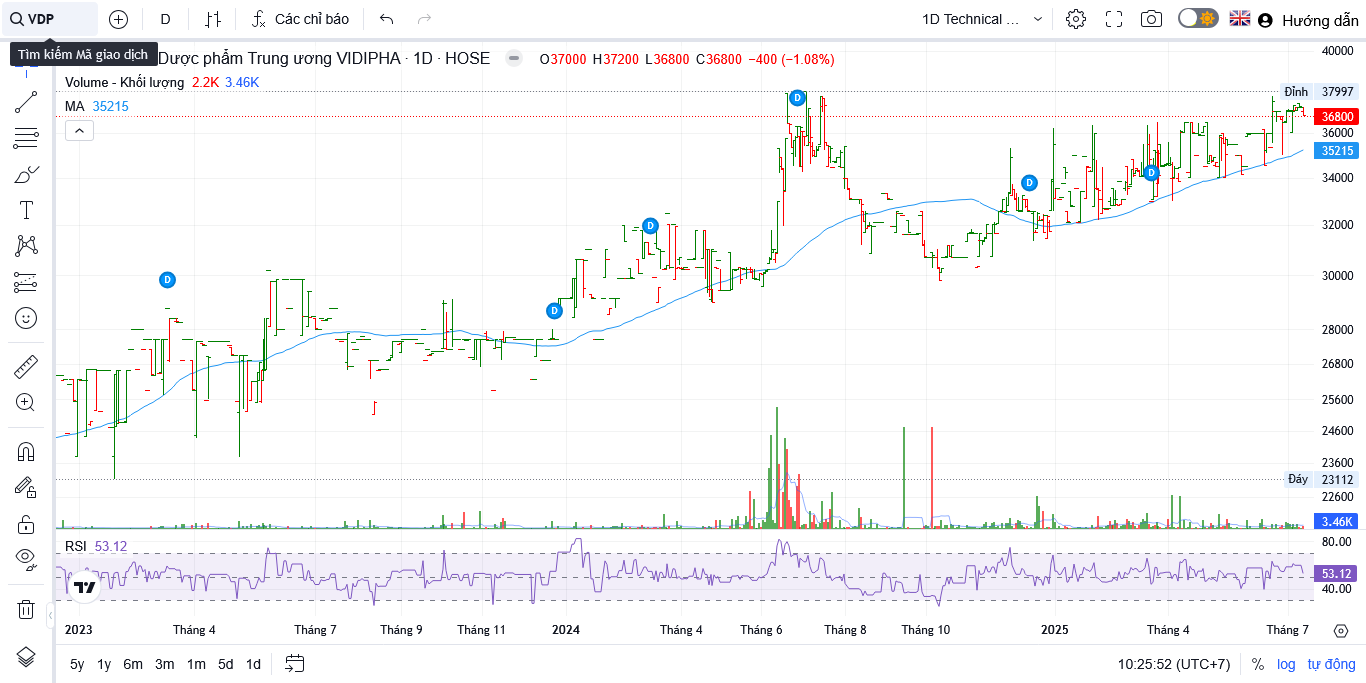 VDP
D
Các chỉ báo
1D Technical ...
Hướng dẫn
Tìm kiếm Mã giao dịch
Dược phẩm Trung ương VIDIPHA · 1D · HOSE
O37000 H37200 L36800 C36800 −400 (−1.08%)
Volume - Khối lượng 2.2K 3.46K
MA 35215
40000
Đỉnh 37997
36800
36000
35215
34000
32000
30000
28000
26800
25600
24600
23600
Đáy 23112
22600
3.46K
D
D
D
D
D
D
RSI 53.12
80.00
53.12
40.00
2023 Tháng 4 Tháng 7 Tháng 9 Tháng 11 2024 Tháng 4 Tháng 6 Tháng 8 Tháng 10 2025 Tháng 4 Tháng 7
5y 1y 6m 3m 1m 5d 1d
10:25:52 (UTC+7) % log tự động